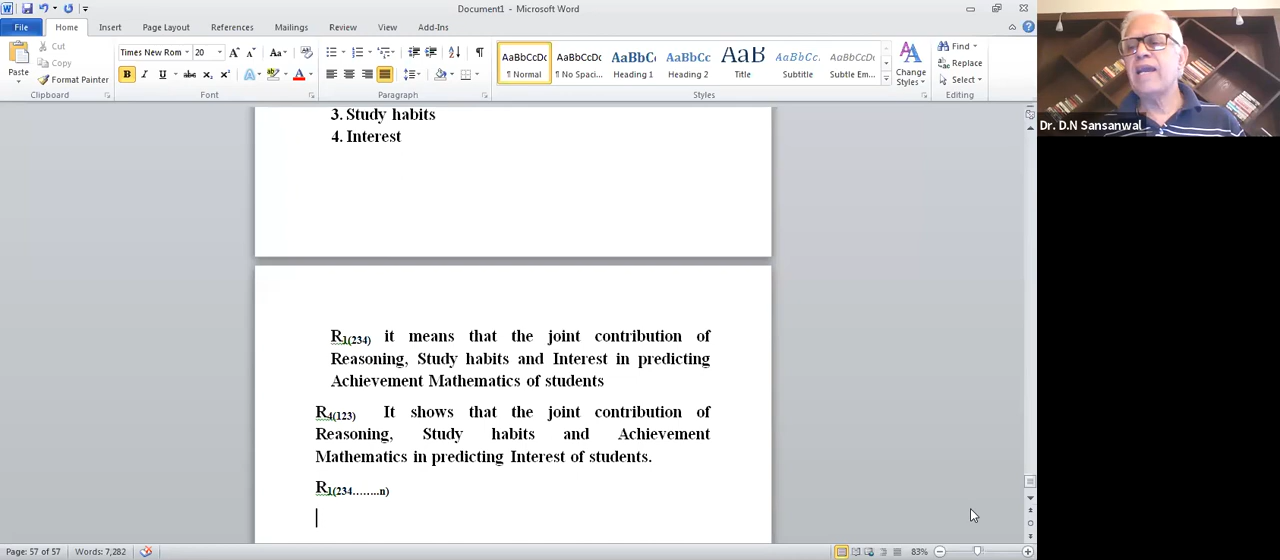 Document1 - Microsoft Word
File Home Insert Page Layout References Mailings Review View Add-Ins
Paste Cut Copy Format Painter Clipboard
Times New Rom 20 Aa B I U abc X₂ X² A Font
Paragraph
AaBbCcDc ¶ Normal AaBbCcDc ¶ No Spaci... AaBbCc Heading 1 AaBbCc Heading 2 AaB Title AaBbCc. Subtitle AaBbCcDc Subtle Em... Change Styles Styles
Find Replace Select Editing
Dr. D.N Sansanwal
3. Study habits
4. Interest
R1(234) it means that the joint contribution of
Reasoning, Study habits and Interest in predicting
Achievement Mathematics of students
R4(123) It shows that the joint contribution of
Reasoning, Study habits and Achievement
Mathematics in predicting Interest of students.
R1(234........n)
Page: 57 of 57 Words: 7,282 83%